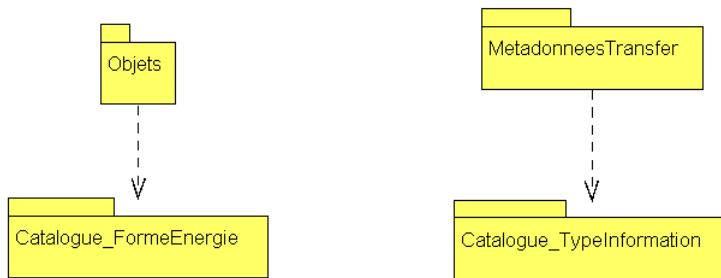 Objets
MetadonneesTransfer
Catalogue_FormeEnergie
Catalogue_TypeInformation